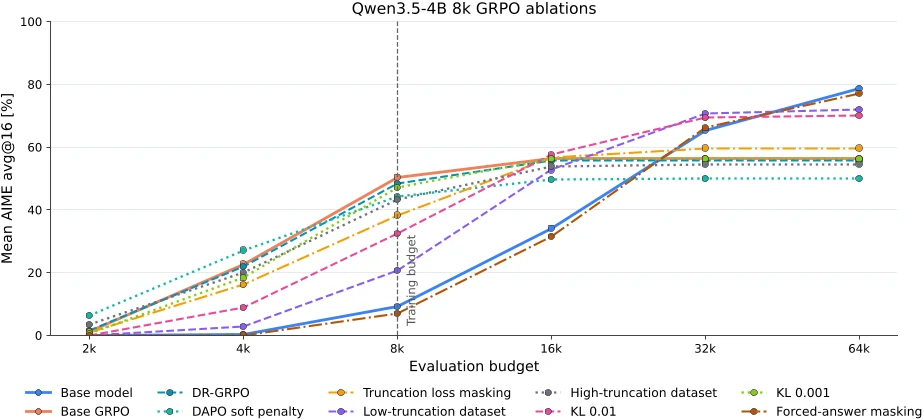 Qwen3.5-4B 8k GRPO ablations
100
80
60
40
20
0
Mean AIME avg@16 [%]
Training budget
2k 4k 8k 16k 32k 64k
Evaluation budget
Base model DR-GRPO Truncation loss masking High-truncation dataset KL 0.001
Base GRPO DAPO soft penalty Low-truncation dataset KL 0.01 Forced-answer masking